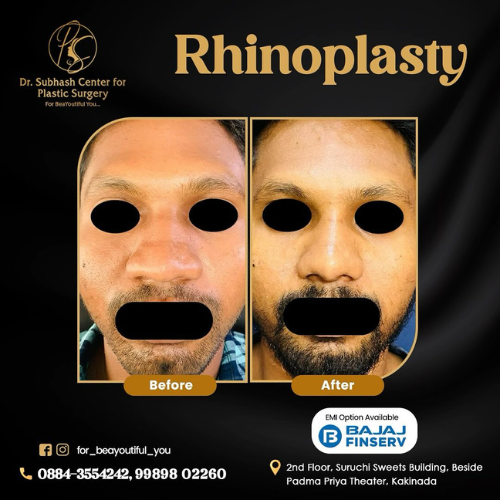 Dr. Subhash Center for
Plastic Surgery
For BeaYoutiful You...
Rhinoplasty
Before
After
EMI Option Available
B BAJAJ
FINSERV
for_beayoutiful_you
0884-3554242, 99898 02260
2nd Floor, Suruchi Sweets Building, Beside
Padma Priya Theater, Kakinada